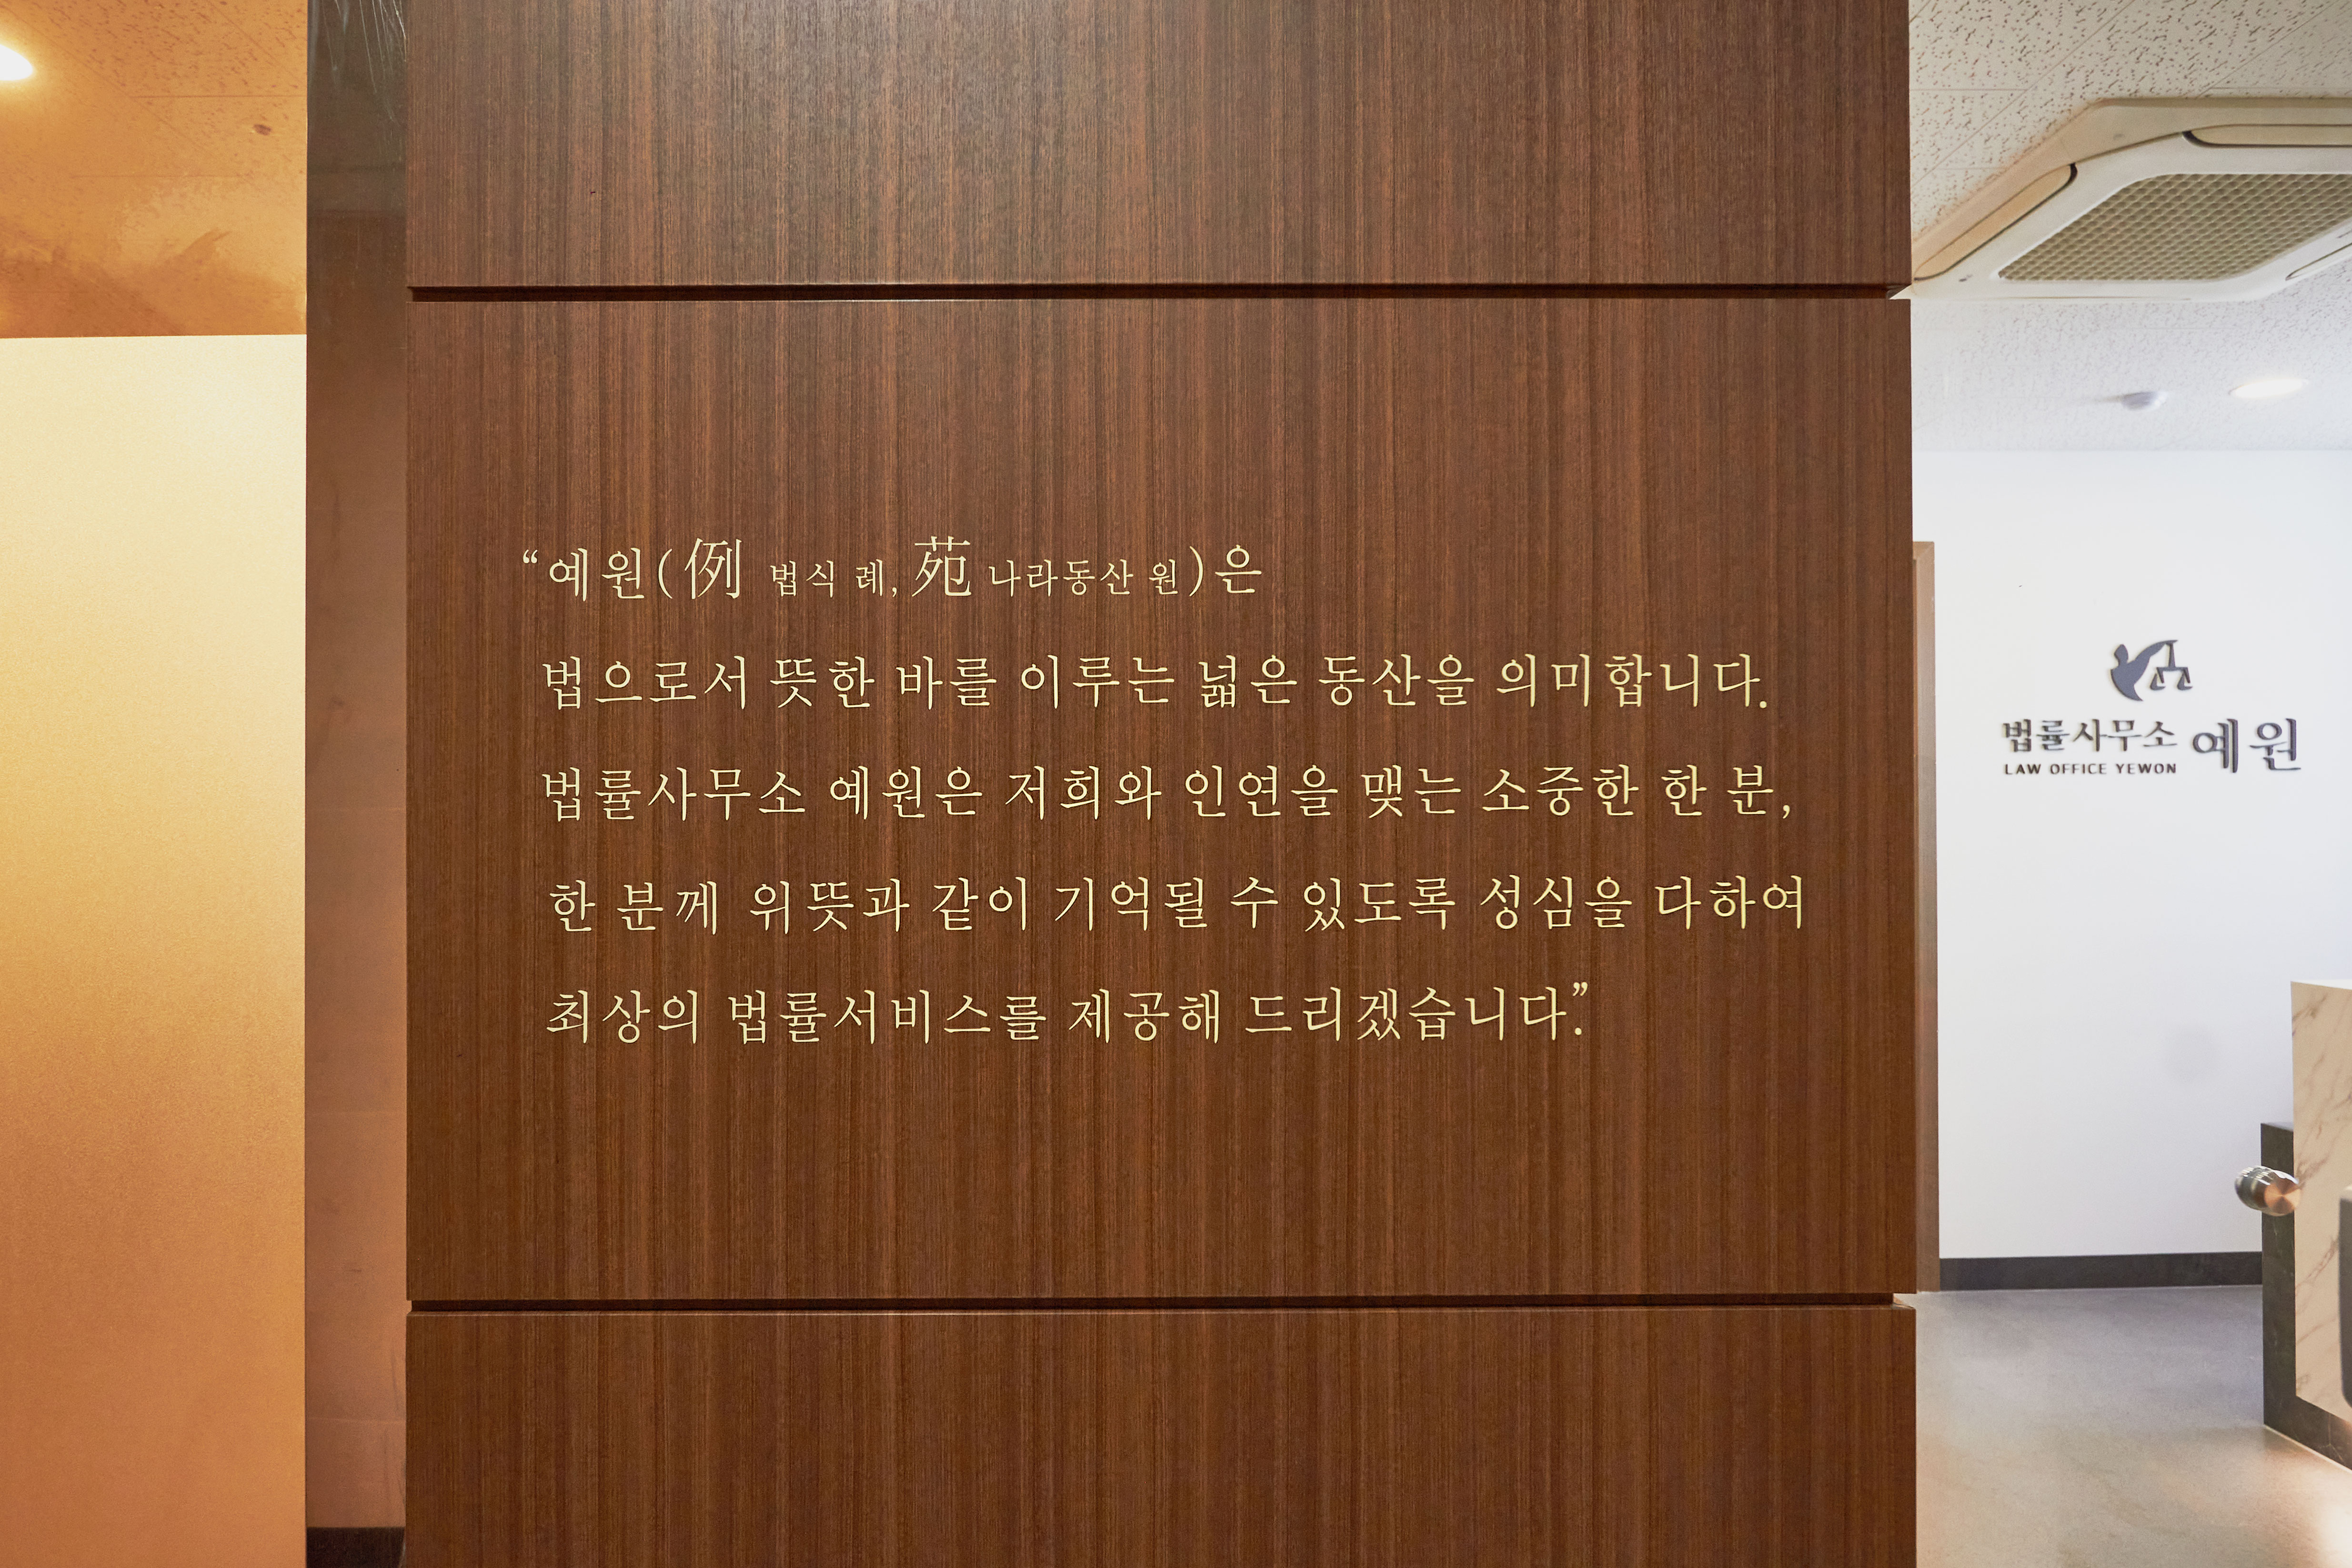 “예원(例 법식 례, 苑 나라동산 원)은
법으로서 뜻한 바를 이루는 넓은 동산을 의미합니다.
법률사무소 예원은 저희와 인연을 맺는 소중한 한 분,
한 분께 위뜻과 같이 기억될 수 있도록 성심을 다하여
최상의 법률서비스를 제공해 드리겠습니다.”
법률사무소 예원
LAW OFFICE YEWON